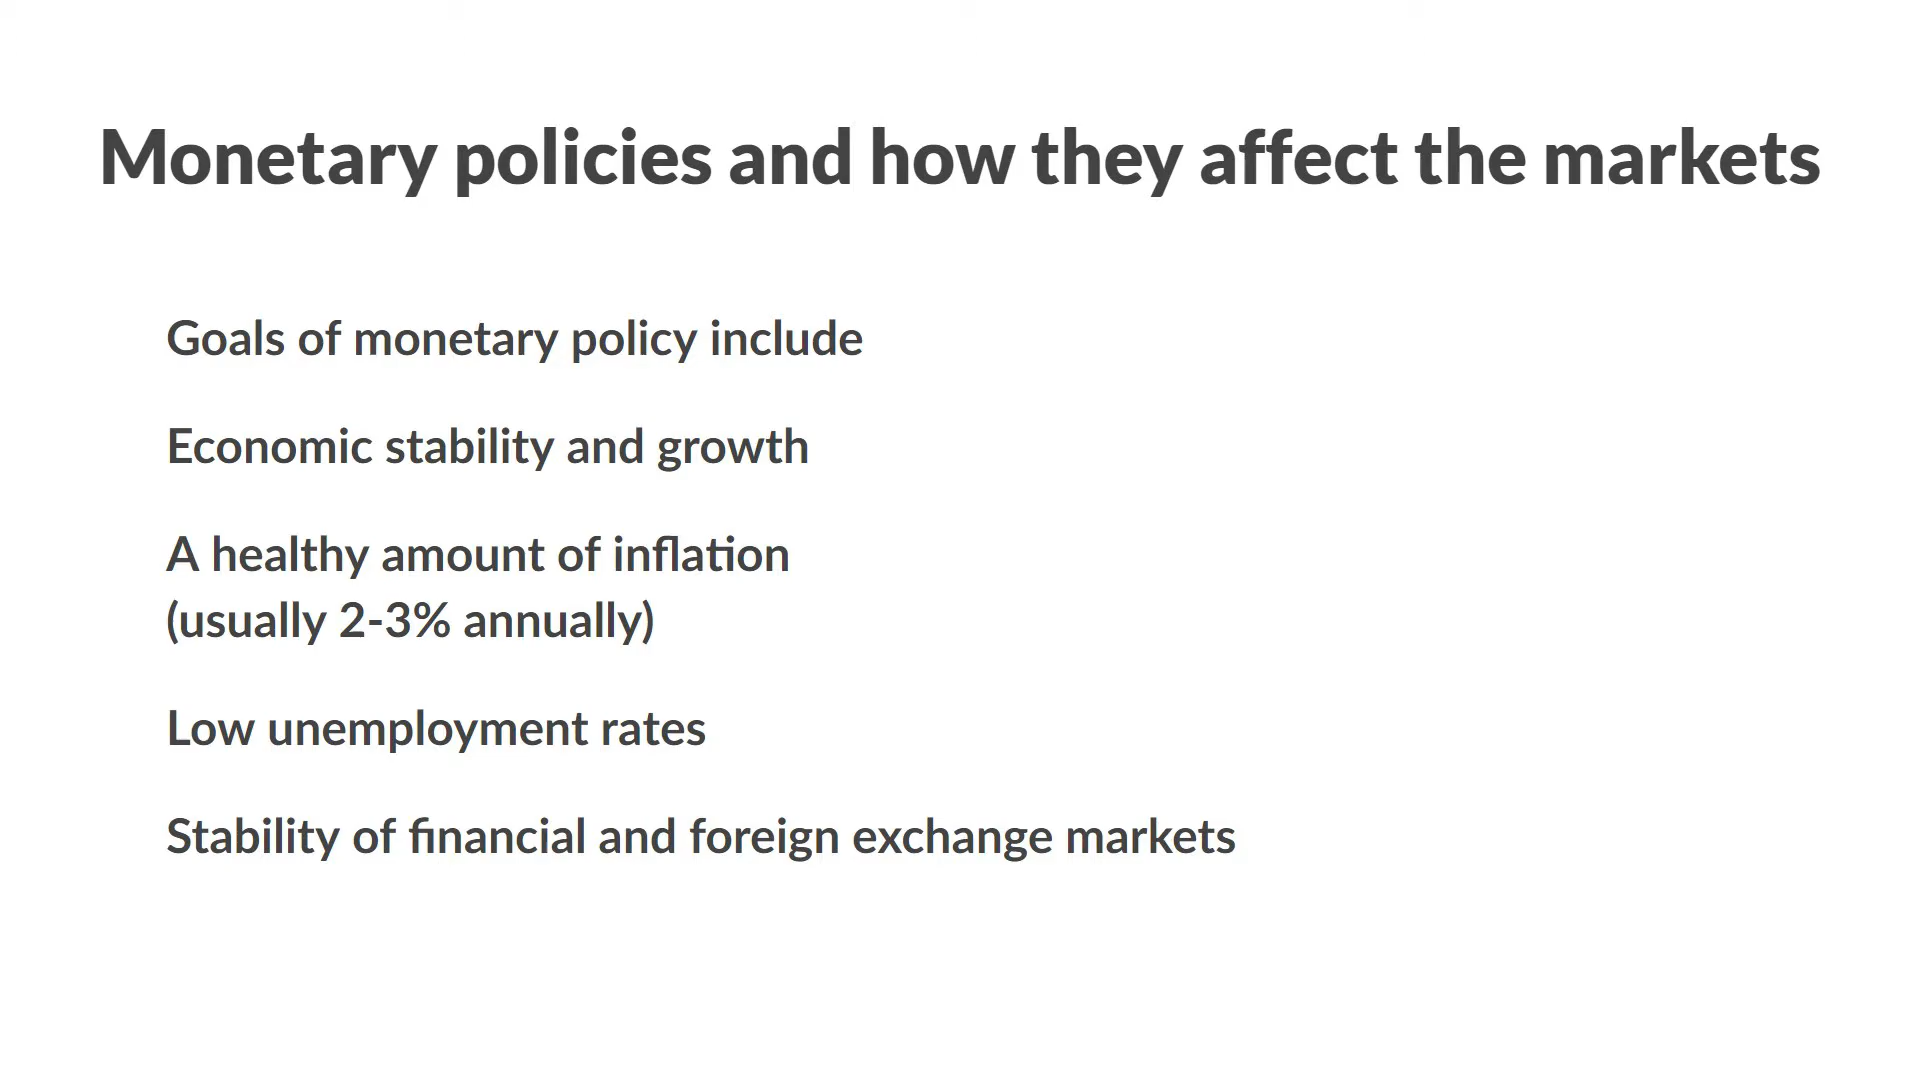 Monetary policies and how they affect the markets
Goals of monetary policy include
Economic stability and growth
A healthy amount of inflation
(usually 2-3% annually)
Low unemployment rates
Stability of financial and foreign exchange markets